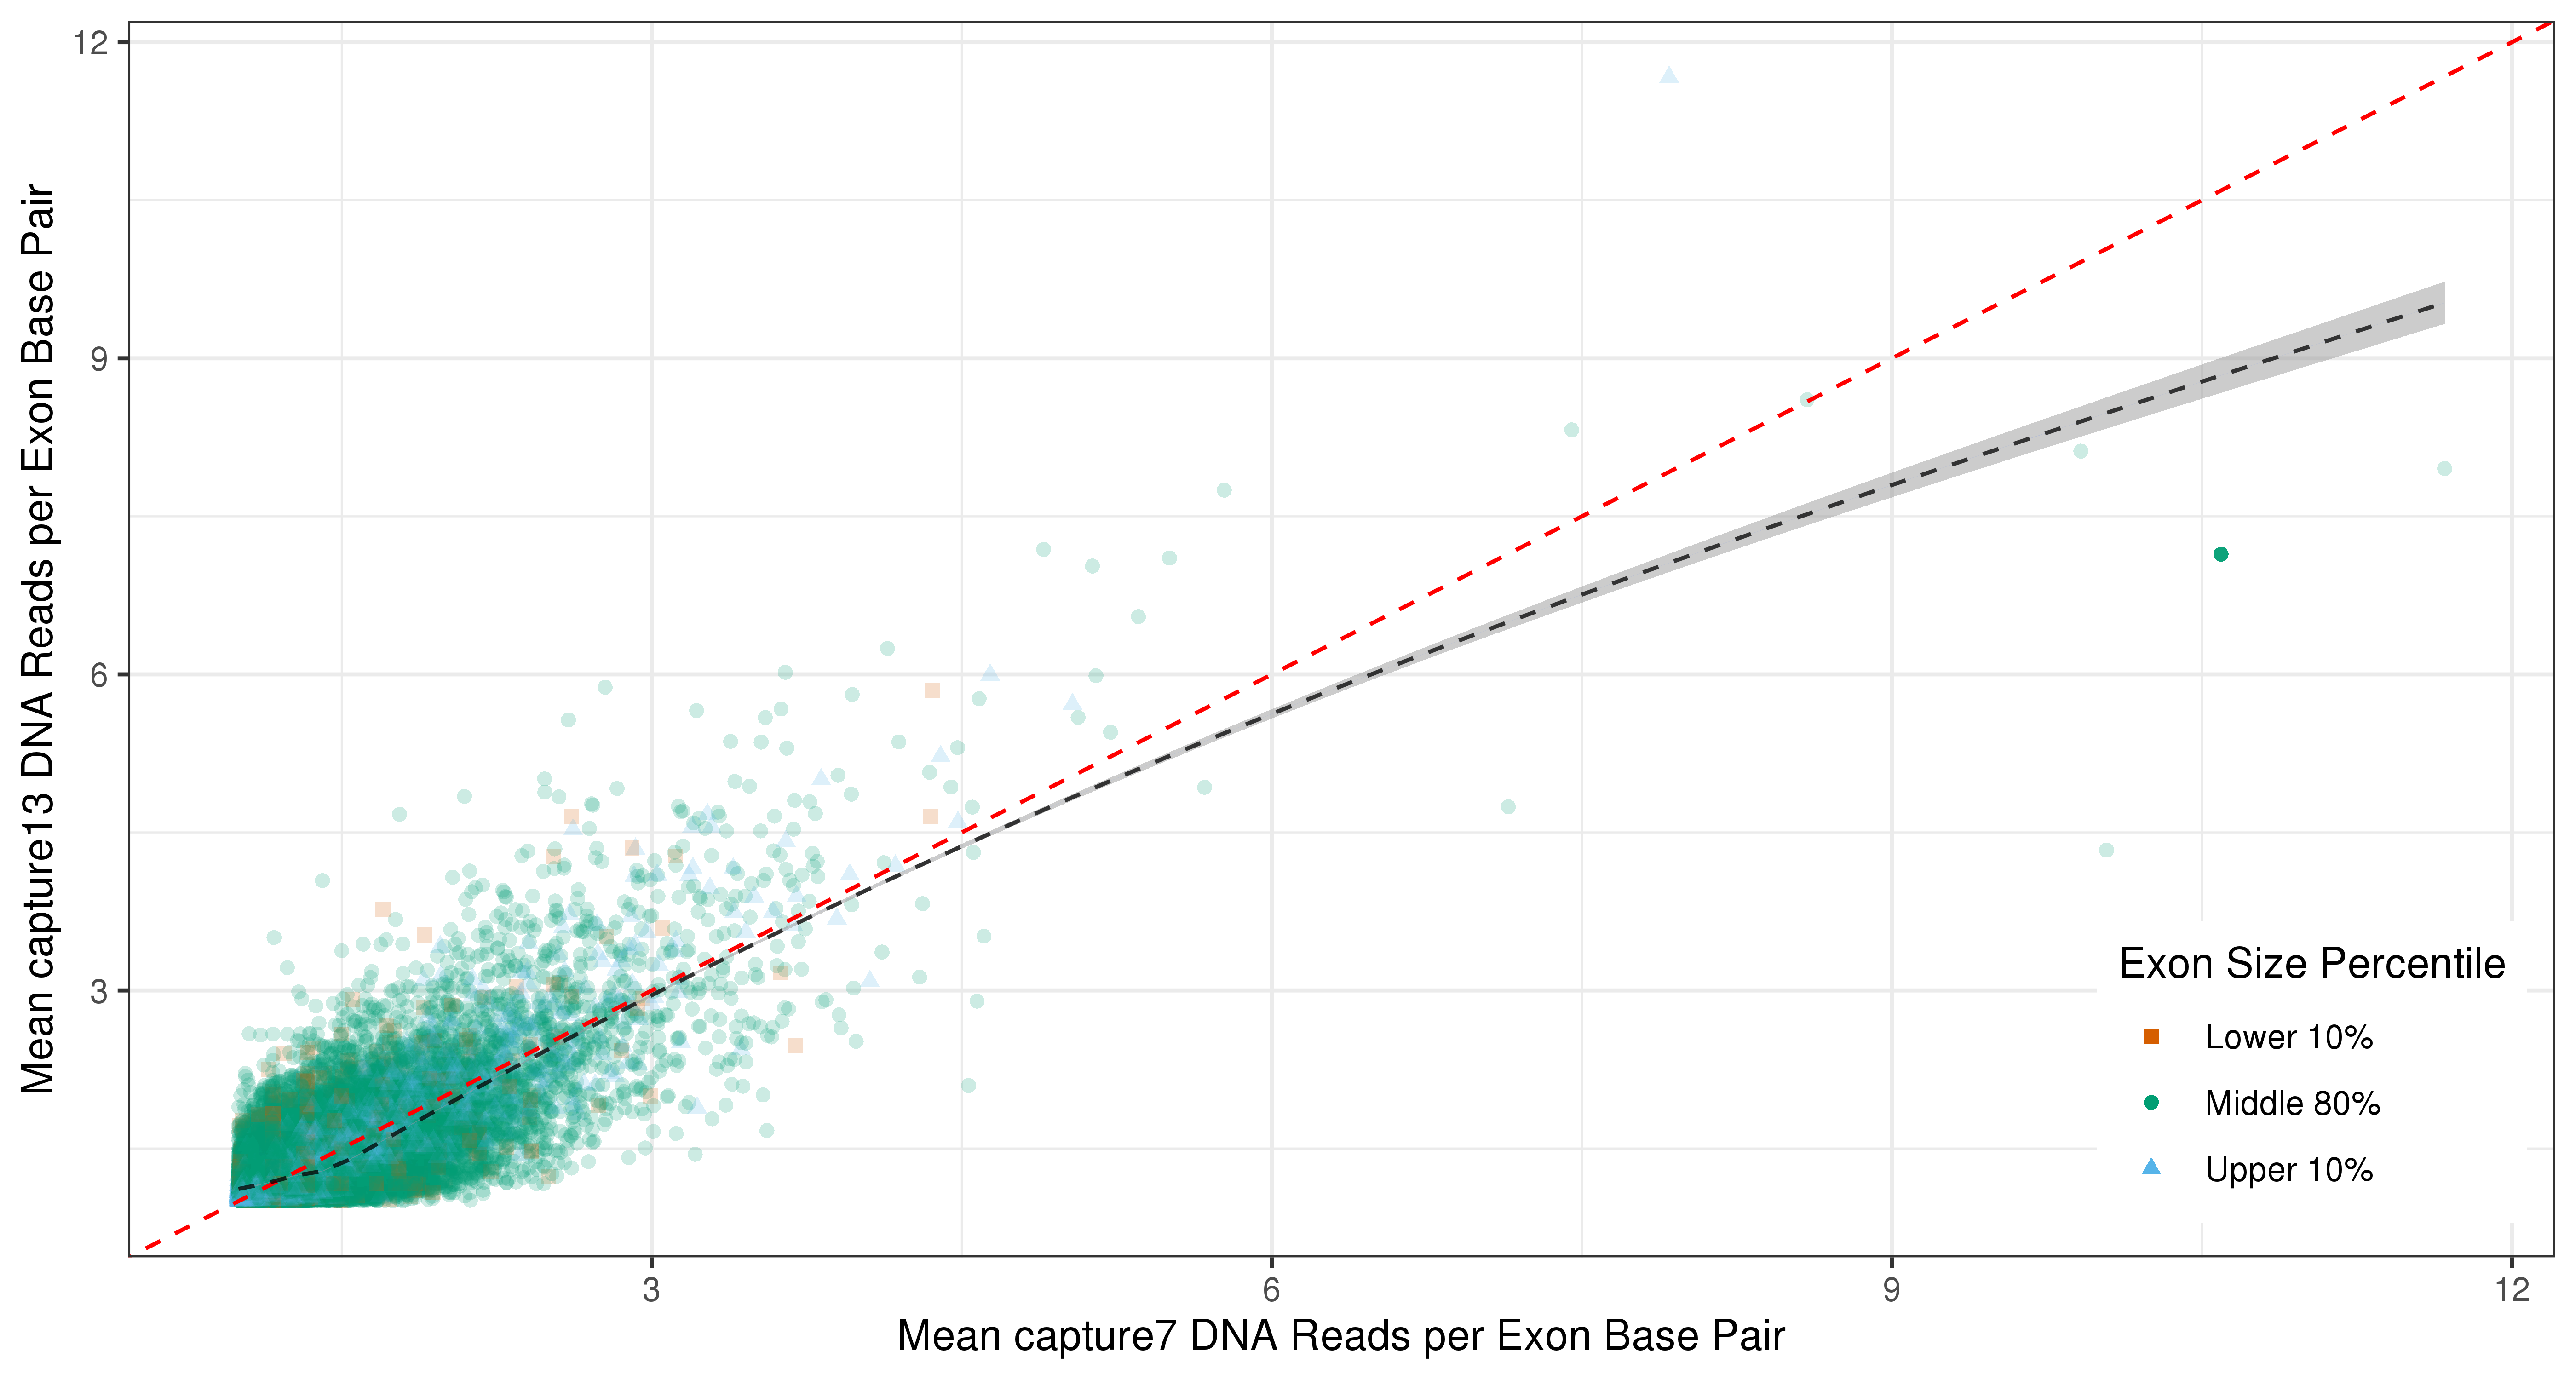 12
9
6
3
Mean capture13 DNA Reads per Exon Base Pair
Exon Size Percentile
Lower 10%
Middle 80%
Upper 10%
3 6 9 12
Mean capture7 DNA Reads per Exon Base Pair